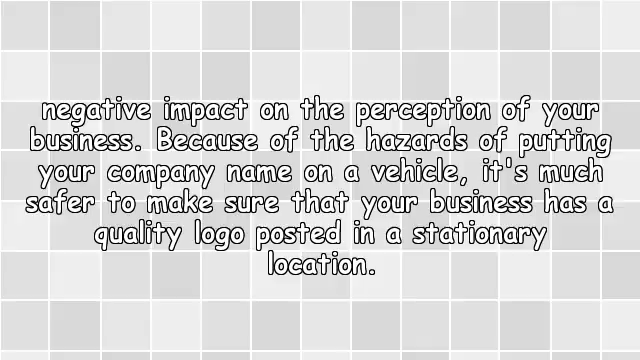 negative impact on the perception of your
business. Because of the hazards of putting
your company name on a vehicle, it's much
safer to make sure that your business has a
quality logo posted in a stationary
location.